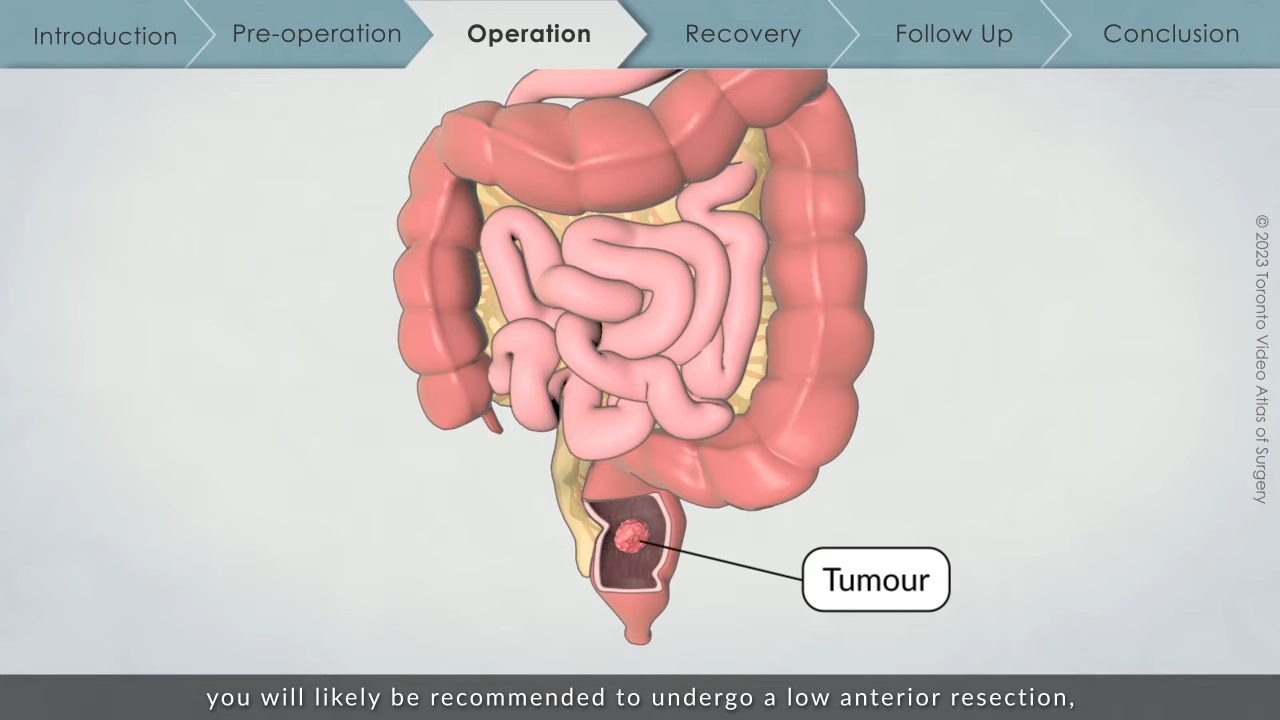 Introduction
Pre-operation
Operation
Recovery
Follow Up
Conclusion
© 2023 Toronto Video Atlas of Surgery
Tumour
you will likely be recommended to undergo a low anterior resection,